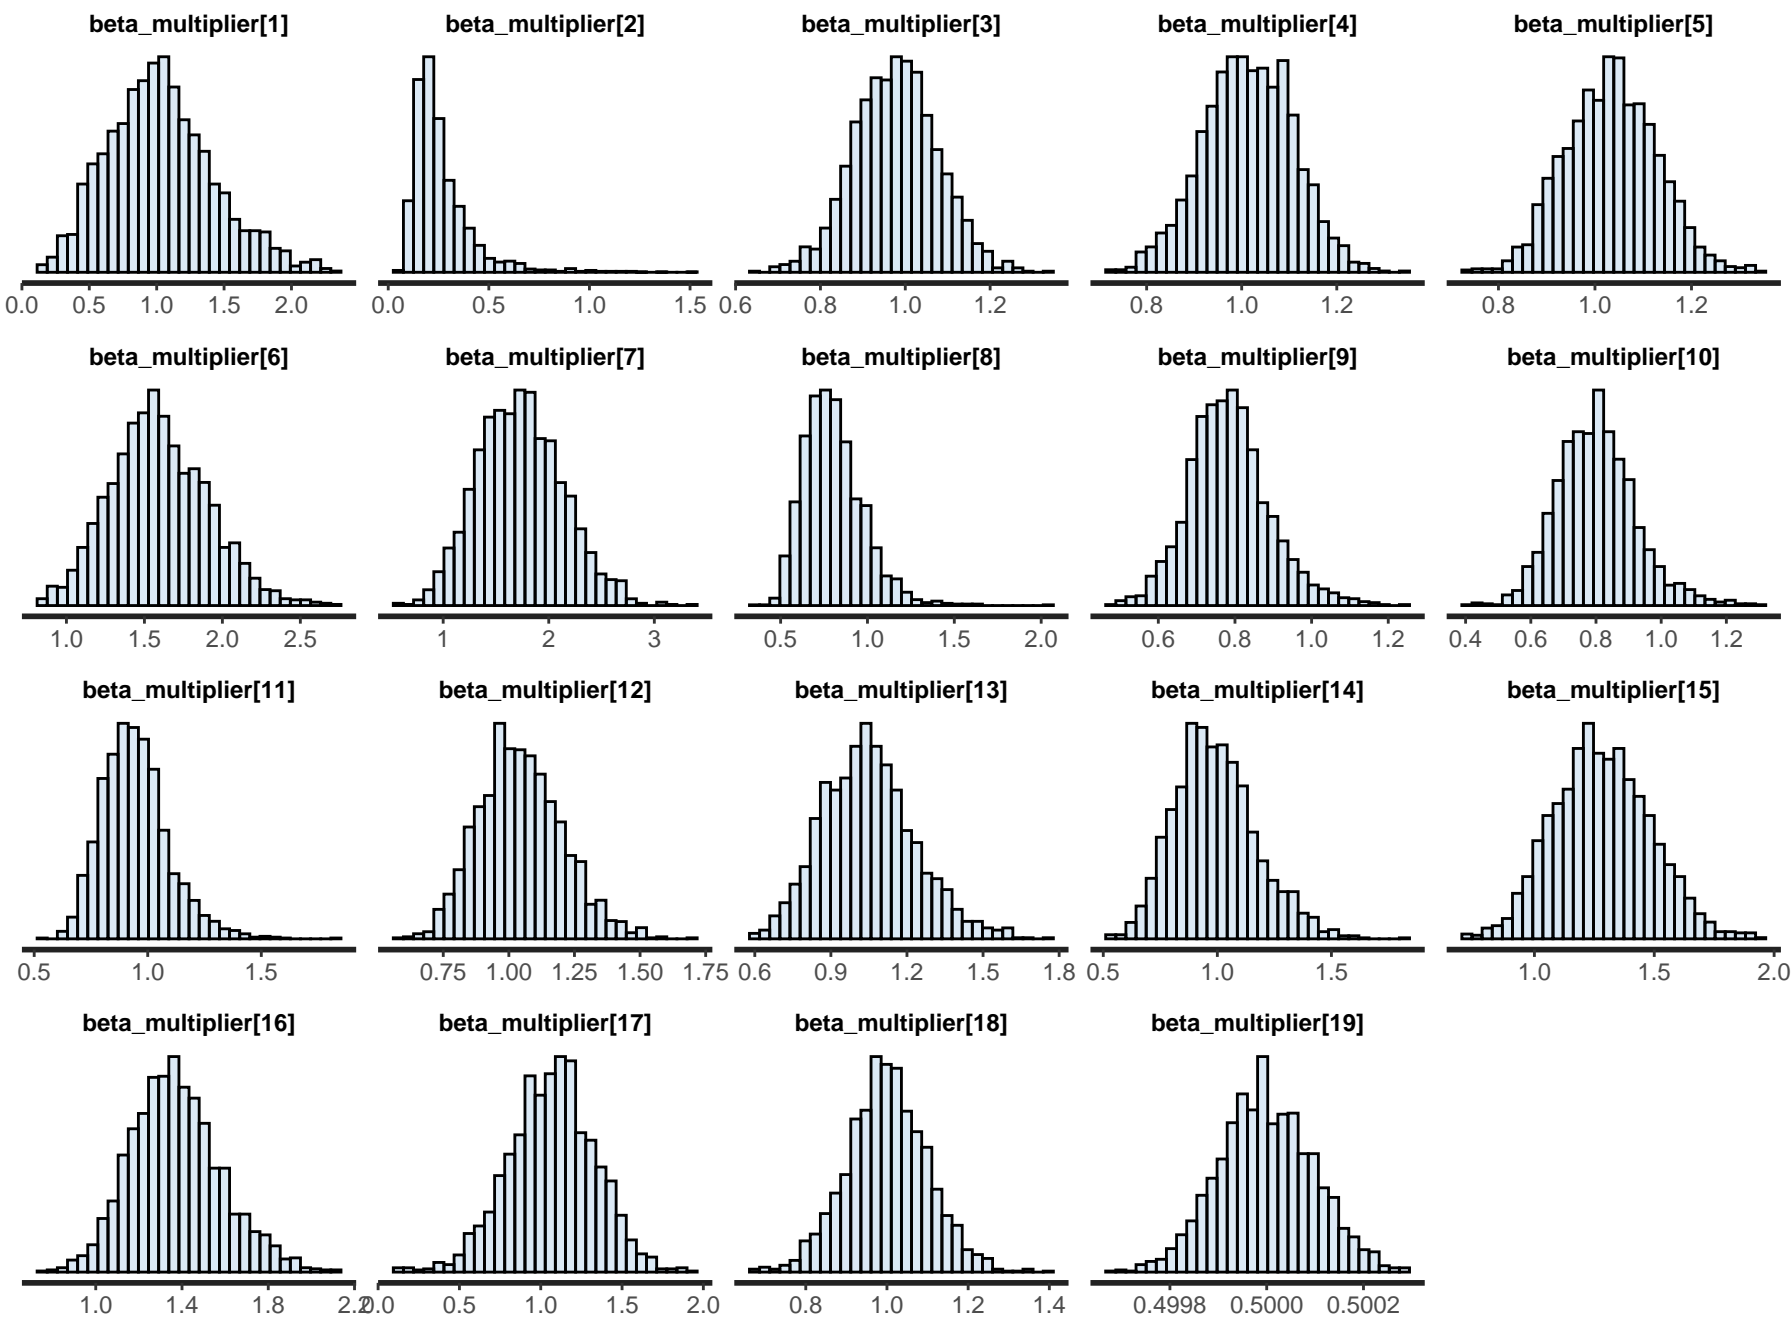 beta_multiplier[1] beta_multiplier[2] beta_multiplier[3] beta_multiplier[4] beta_multiplier[5]
0.0 0.5 1.0 1.5 2.0 0.0 0.5 1.0 1.5 0.6 0.8 1.0 1.2 0.8 1.0 1.2 0.8 1.0 1.2
beta_multiplier[6] beta_multiplier[7] beta_multiplier[8] beta_multiplier[9] beta_multiplier[10]
1.0 1.5 2.0 2.5 1 2 3 0.5 1.0 1.5 2.0 0.6 0.8 1.0 1.2 0.4 0.6 0.8 1.0 1.2
beta_multiplier[11] beta_multiplier[12] beta_multiplier[13] beta_multiplier[14] beta_multiplier[15]
0.5 1.0 1.5 0.75 1.00 1.25 1.50 1.75 0.6 0.9 1.2 1.5 1.8 0.5 1.0 1.5 1.0 1.5 2.0
beta_multiplier[16] beta_multiplier[17] beta_multiplier[18] beta_multiplier[19]
1.0 1.4 1.8 2.2 0.0 0.5 1.0 1.5 2.0 0.8 1.0 1.2 1.4 0.4998 0.5000 0.5002